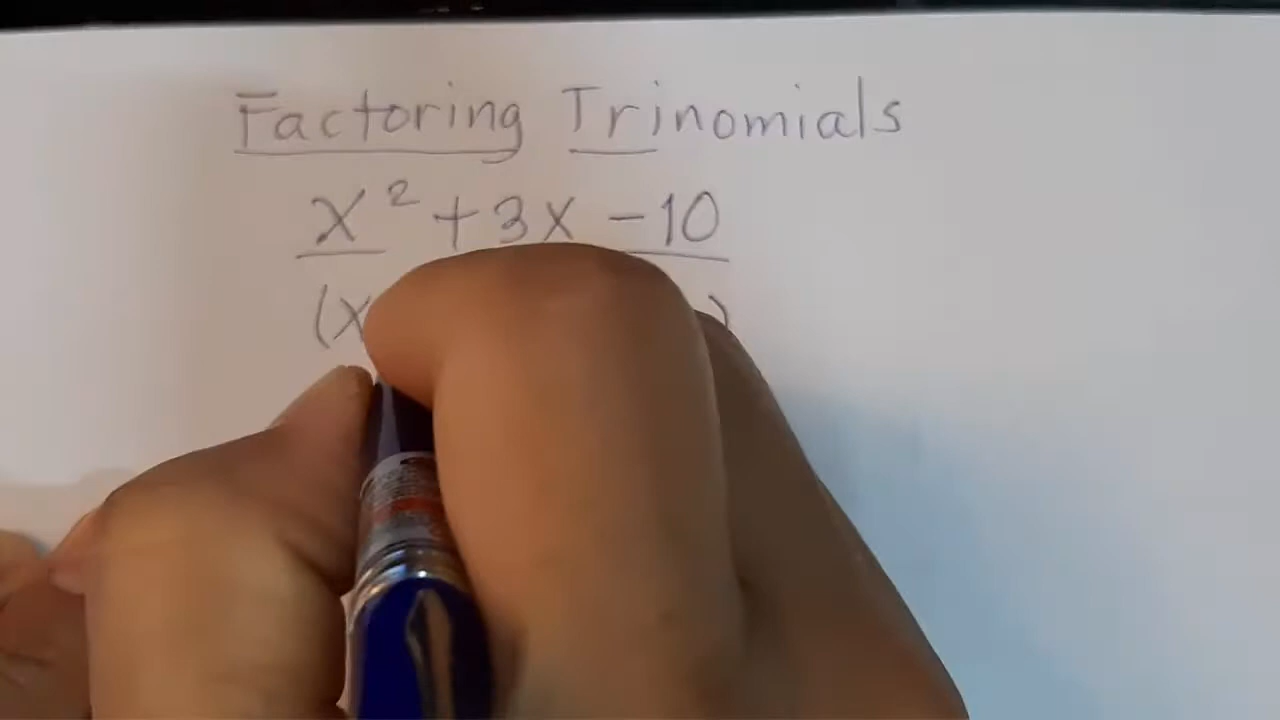 Factoring Trinomials
x² + 3x - 10
(x )